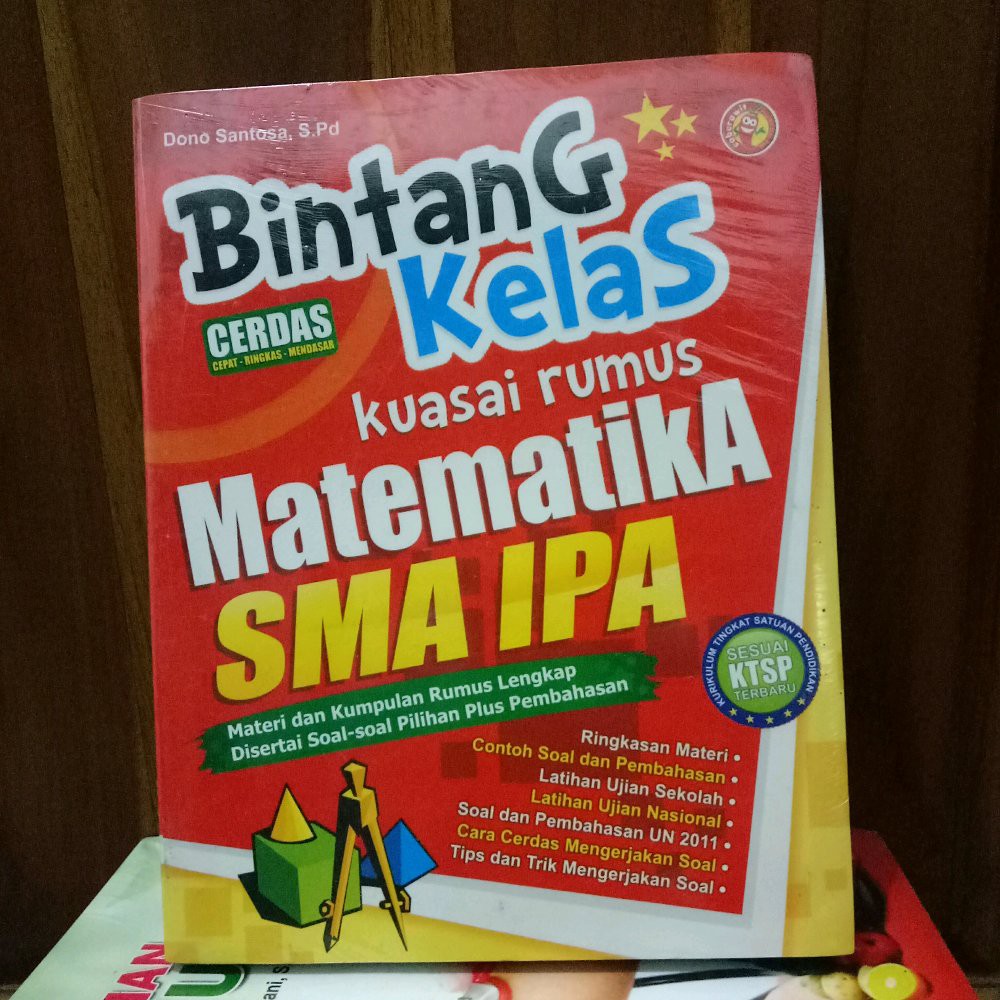 Dono Santosa, S.Pd
BintanG
KelaS
CERDAS
CEPAT - RINGKAS - MENDASAR
kuasai rumus
MatematikA
SMA IPA
Materi dan Kumpulan Rumus Lengkap
Disertai Soal-soal Pilihan Plus Pembahasan
KURIKULUM TINGKAT SATUAN PENDIDIKAN
SESUAI
KTSP
TERBARU
Ringkasan Materi •
Contoh Soal dan Pembahasan •
Latihan Ujian Sekolah •
Latihan Ujian Nasional •
Soal dan Pembahasan UN 2011 •
Cara Cerdas Mengerjakan Soal •
Tips dan Trik Mengerjakan Soal •